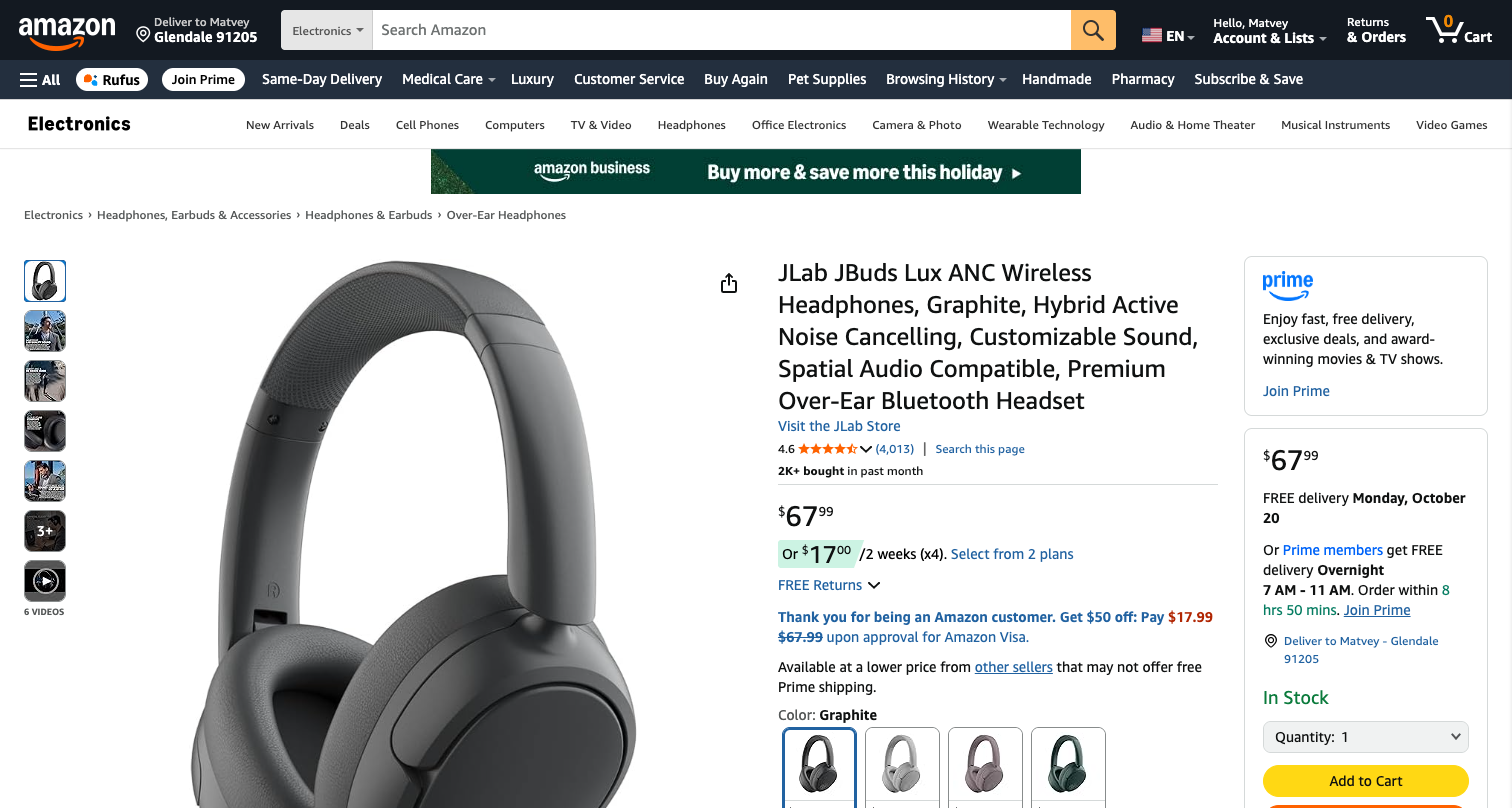 amazon
Deliver to Matvey
Glendale 91205
Electronics
Search Amazon
EN
Hello, Matvey
Account & Lists
Returns
& Orders
0
Cart
All
Rufus
Join Prime
Same-Day Delivery
Medical Care
Luxury
Customer Service
Buy Again
Pet Supplies
Browsing History
Handmade
Pharmacy
Subscribe & Save
Electronics
New Arrivals
Deals
Cell Phones
Computers
TV & Video
Headphones
Office Electronics
Camera & Photo
Wearable Technology
Audio & Home Theater
Musical Instruments
Video Games
amazon business
Buy more & save more this holiday
Electronics › Headphones, Earbuds & Accessories › Headphones & Earbuds › Over-Ear Headphones
3+
6 VIDEOS
JLab JBuds Lux ANC Wireless
Headphones, Graphite, Hybrid Active
Noise Cancelling, Customizable Sound,
Spatial Audio Compatible, Premium
Over-Ear Bluetooth Headset
Visit the JLab Store
4.6 (4,013) | Search this page
2K+ bought in past month
$6799
Or $1700 /2 weeks (x4). Select from 2 plans
FREE Returns
Thank you for being an Amazon customer. Get $50 off: Pay $17.99
$67.99 upon approval for Amazon Visa.
Available at a lower price from other sellers that may not offer free
Prime shipping.
Color: Graphite
prime
Enjoy fast, free delivery,
exclusive deals, and award-
winning movies & TV shows.
Join Prime
$6799
FREE delivery Monday, October
20
Or Prime members get FREE
delivery Overnight
7 AM - 11 AM. Order within 8
hrs 50 mins. Join Prime
Deliver to Matvey - Glendale
91205
In Stock
Quantity: 1
Add to Cart